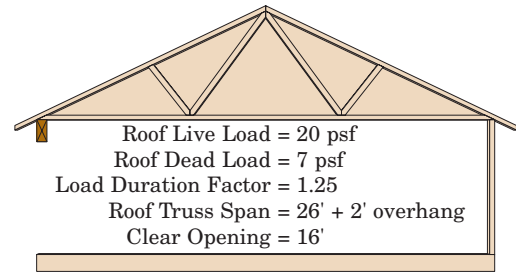 Roof Live Load = 20 psf
Roof Dead Load = 7 psf
Load Duration Factor = 1.25
Roof Truss Span = 26' + 2' overhang
Clear Opening = 16'